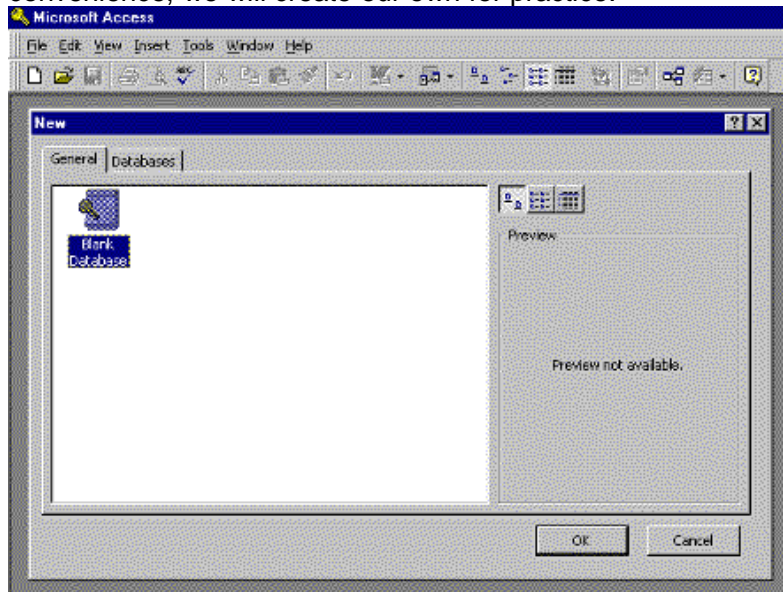 convenience, we will create our own for practice.
Microsoft Access
File Edit View Insert Tools Window Help
New
General Databases
Blank
Database
Preview
Preview not available.
OK Cancel